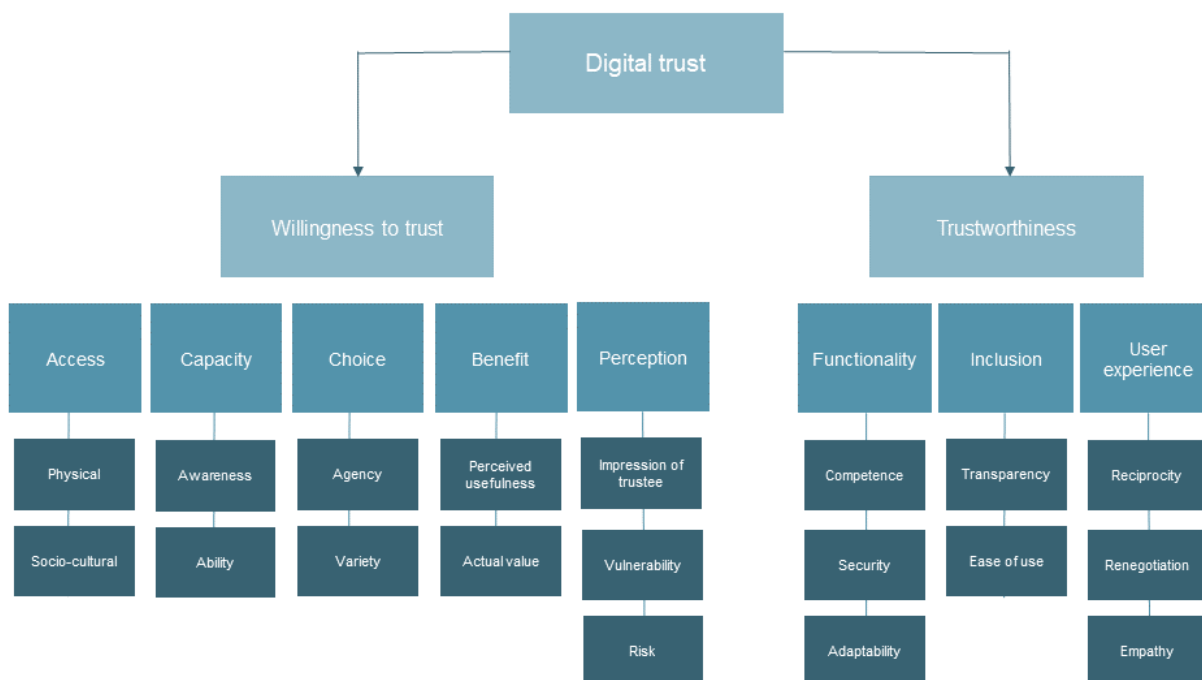 Digital trust
Willingness to trust
Trustworthiness
Access
Capacity
Choice
Benefit
Perception
Functionality
Inclusion
User
experience
Physical
Awareness
Agency
Perceived
usefulness
Impression of
trustee
Competence
Transparency
Reciprocity
Socio-cultural
Ability
Variety
Actual value
Vulnerability
Security
Ease of use
Renegotiation
Risk
Adaptability
Empathy